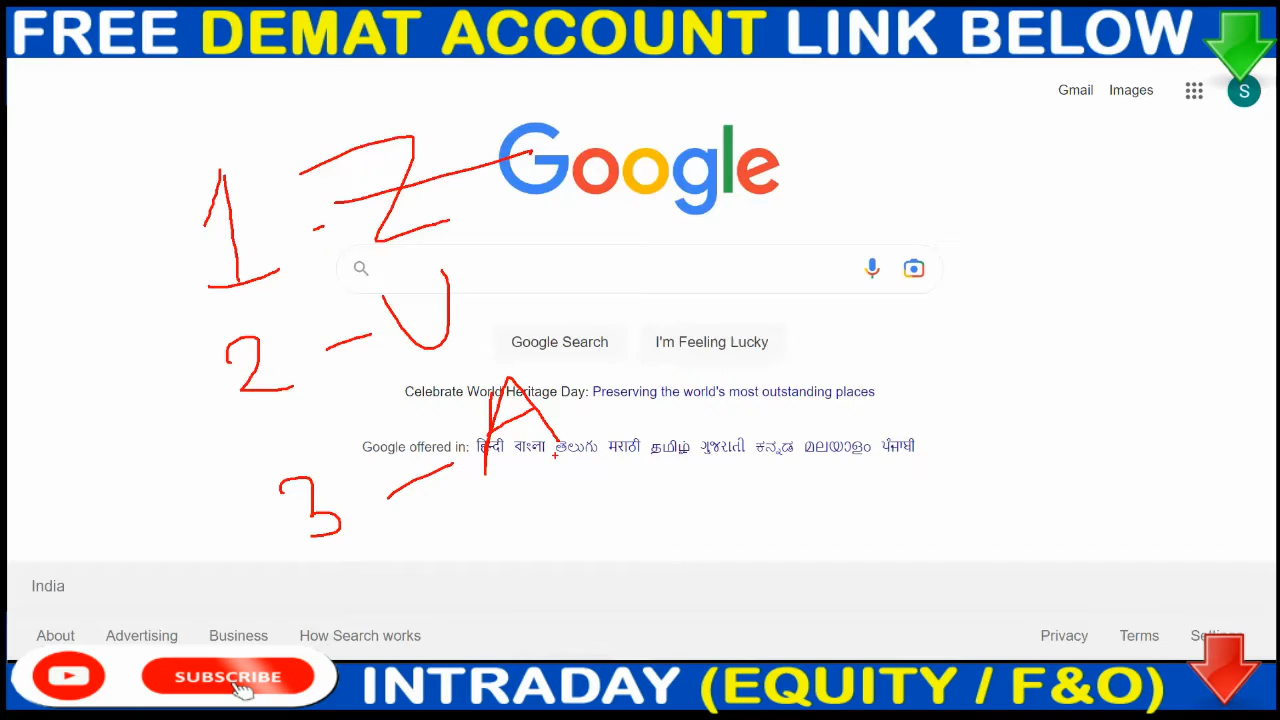 FREE DEMAT ACCOUNT LINK BELOW
Gmail Images S
Google
1 - Z
2 - U
Google Search I'm Feeling Lucky
Celebrate World Heritage Day: Preserving the world's most outstanding places
Google offered in: हिन्दी বাংলা తెలుగు मराठी தமிழ் ગુજરાતી ಕನ್ನಡ മലയാളം ਪੰਜਾਬੀ
3 - A
India
About Advertising Business How Search works Privacy Terms
SUBSCRIBE
INTRADAY (EQUITY / F&O)